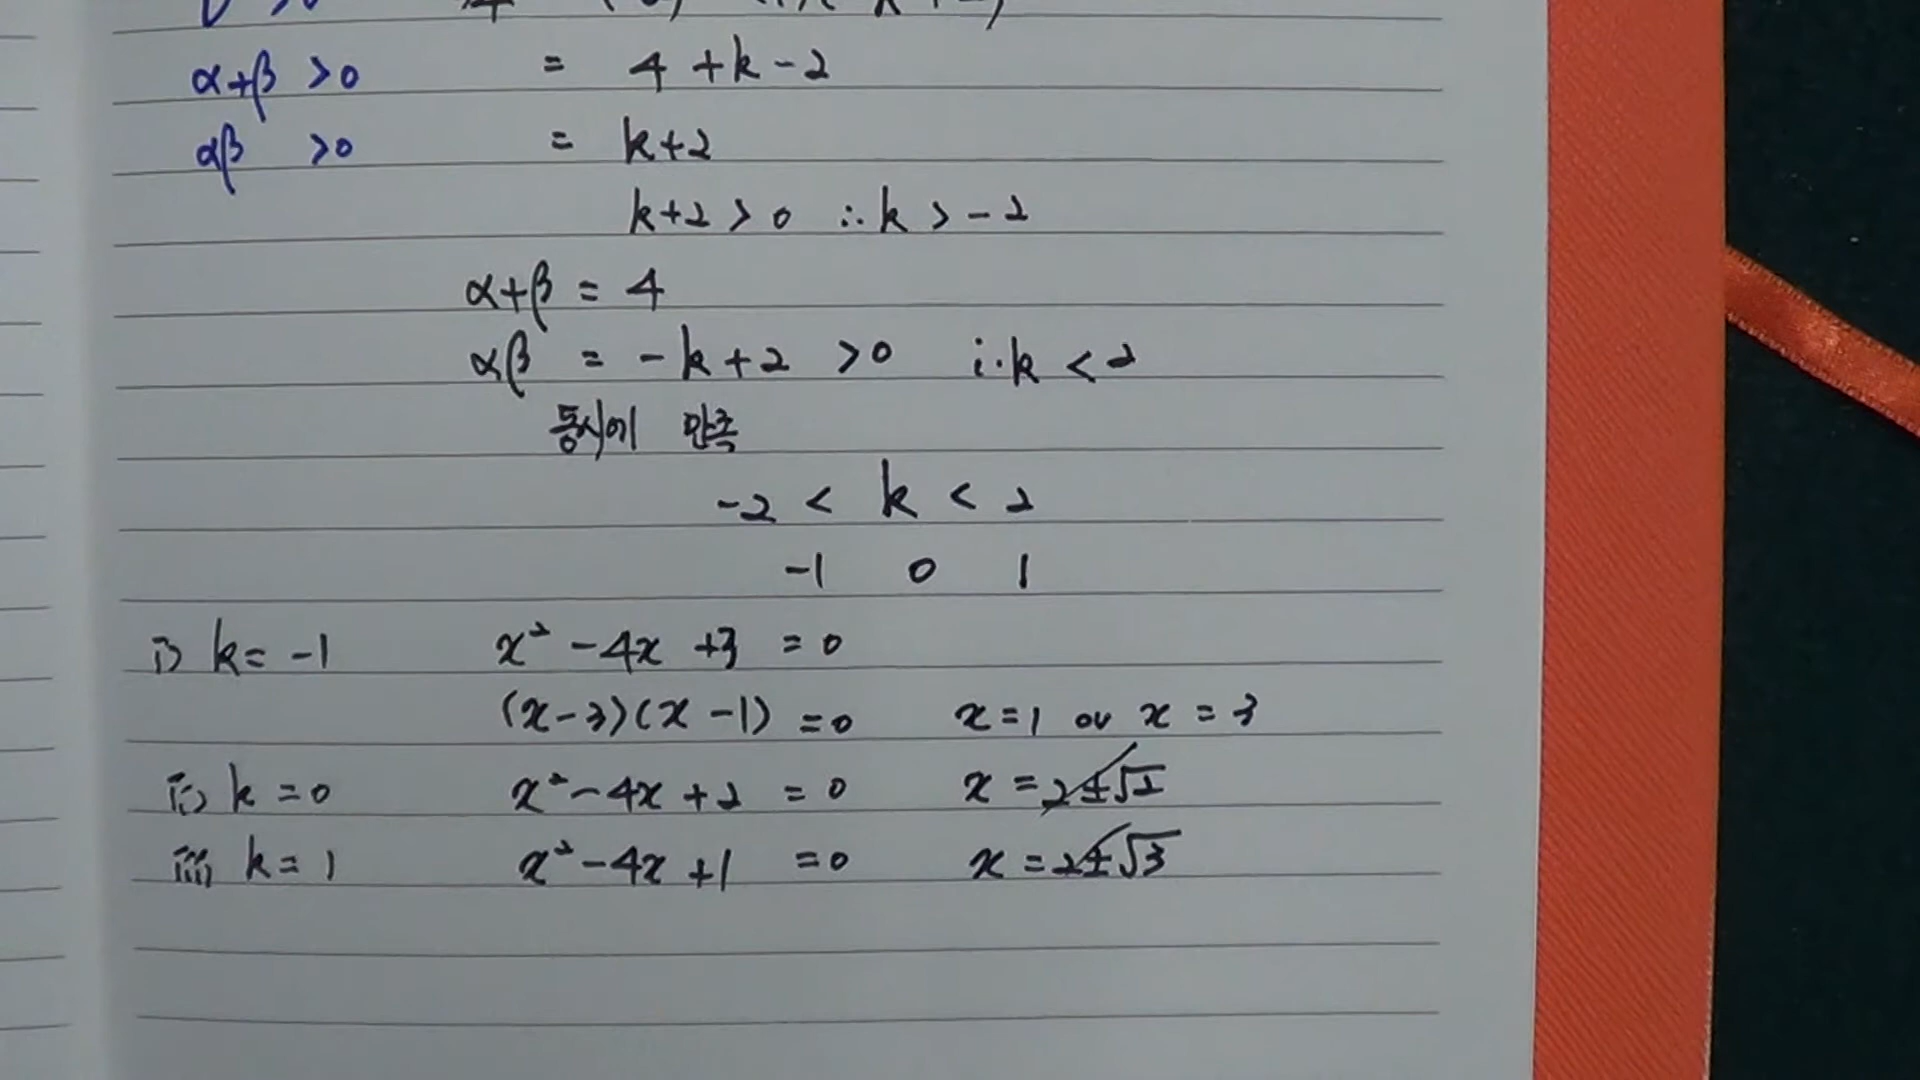 α+β >0 = 4 +k-2
αβ >0 = k+2
k+2 > 0 ∴k > -2
α+β = 4
αβ = -k+2 >0 i.k < 2
동시에 만족
-2 < k < 2
-1 0 1
i) k= -1 x² -4x +3 = 0
(x-3)(x-1) =0 x=1 or x = 3
ii) k =0 x²-4x+2 =0 x =2±√2
iii) k= 1 x²-4x+1 =0 x =2±√3